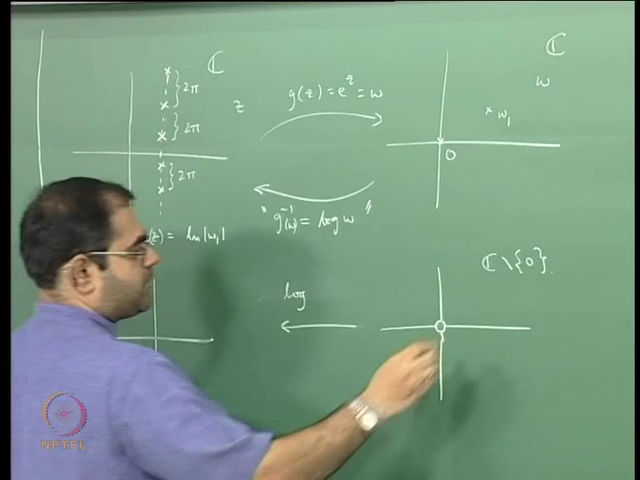 ℂ
z
}2π
}2π
}2π
g(z) = e^z = w
ℂ
w
w₁
0
" g⁻¹(w) = log w "
(z) = ln |w₁|
log
ℂ \ {0}.
NPTEL